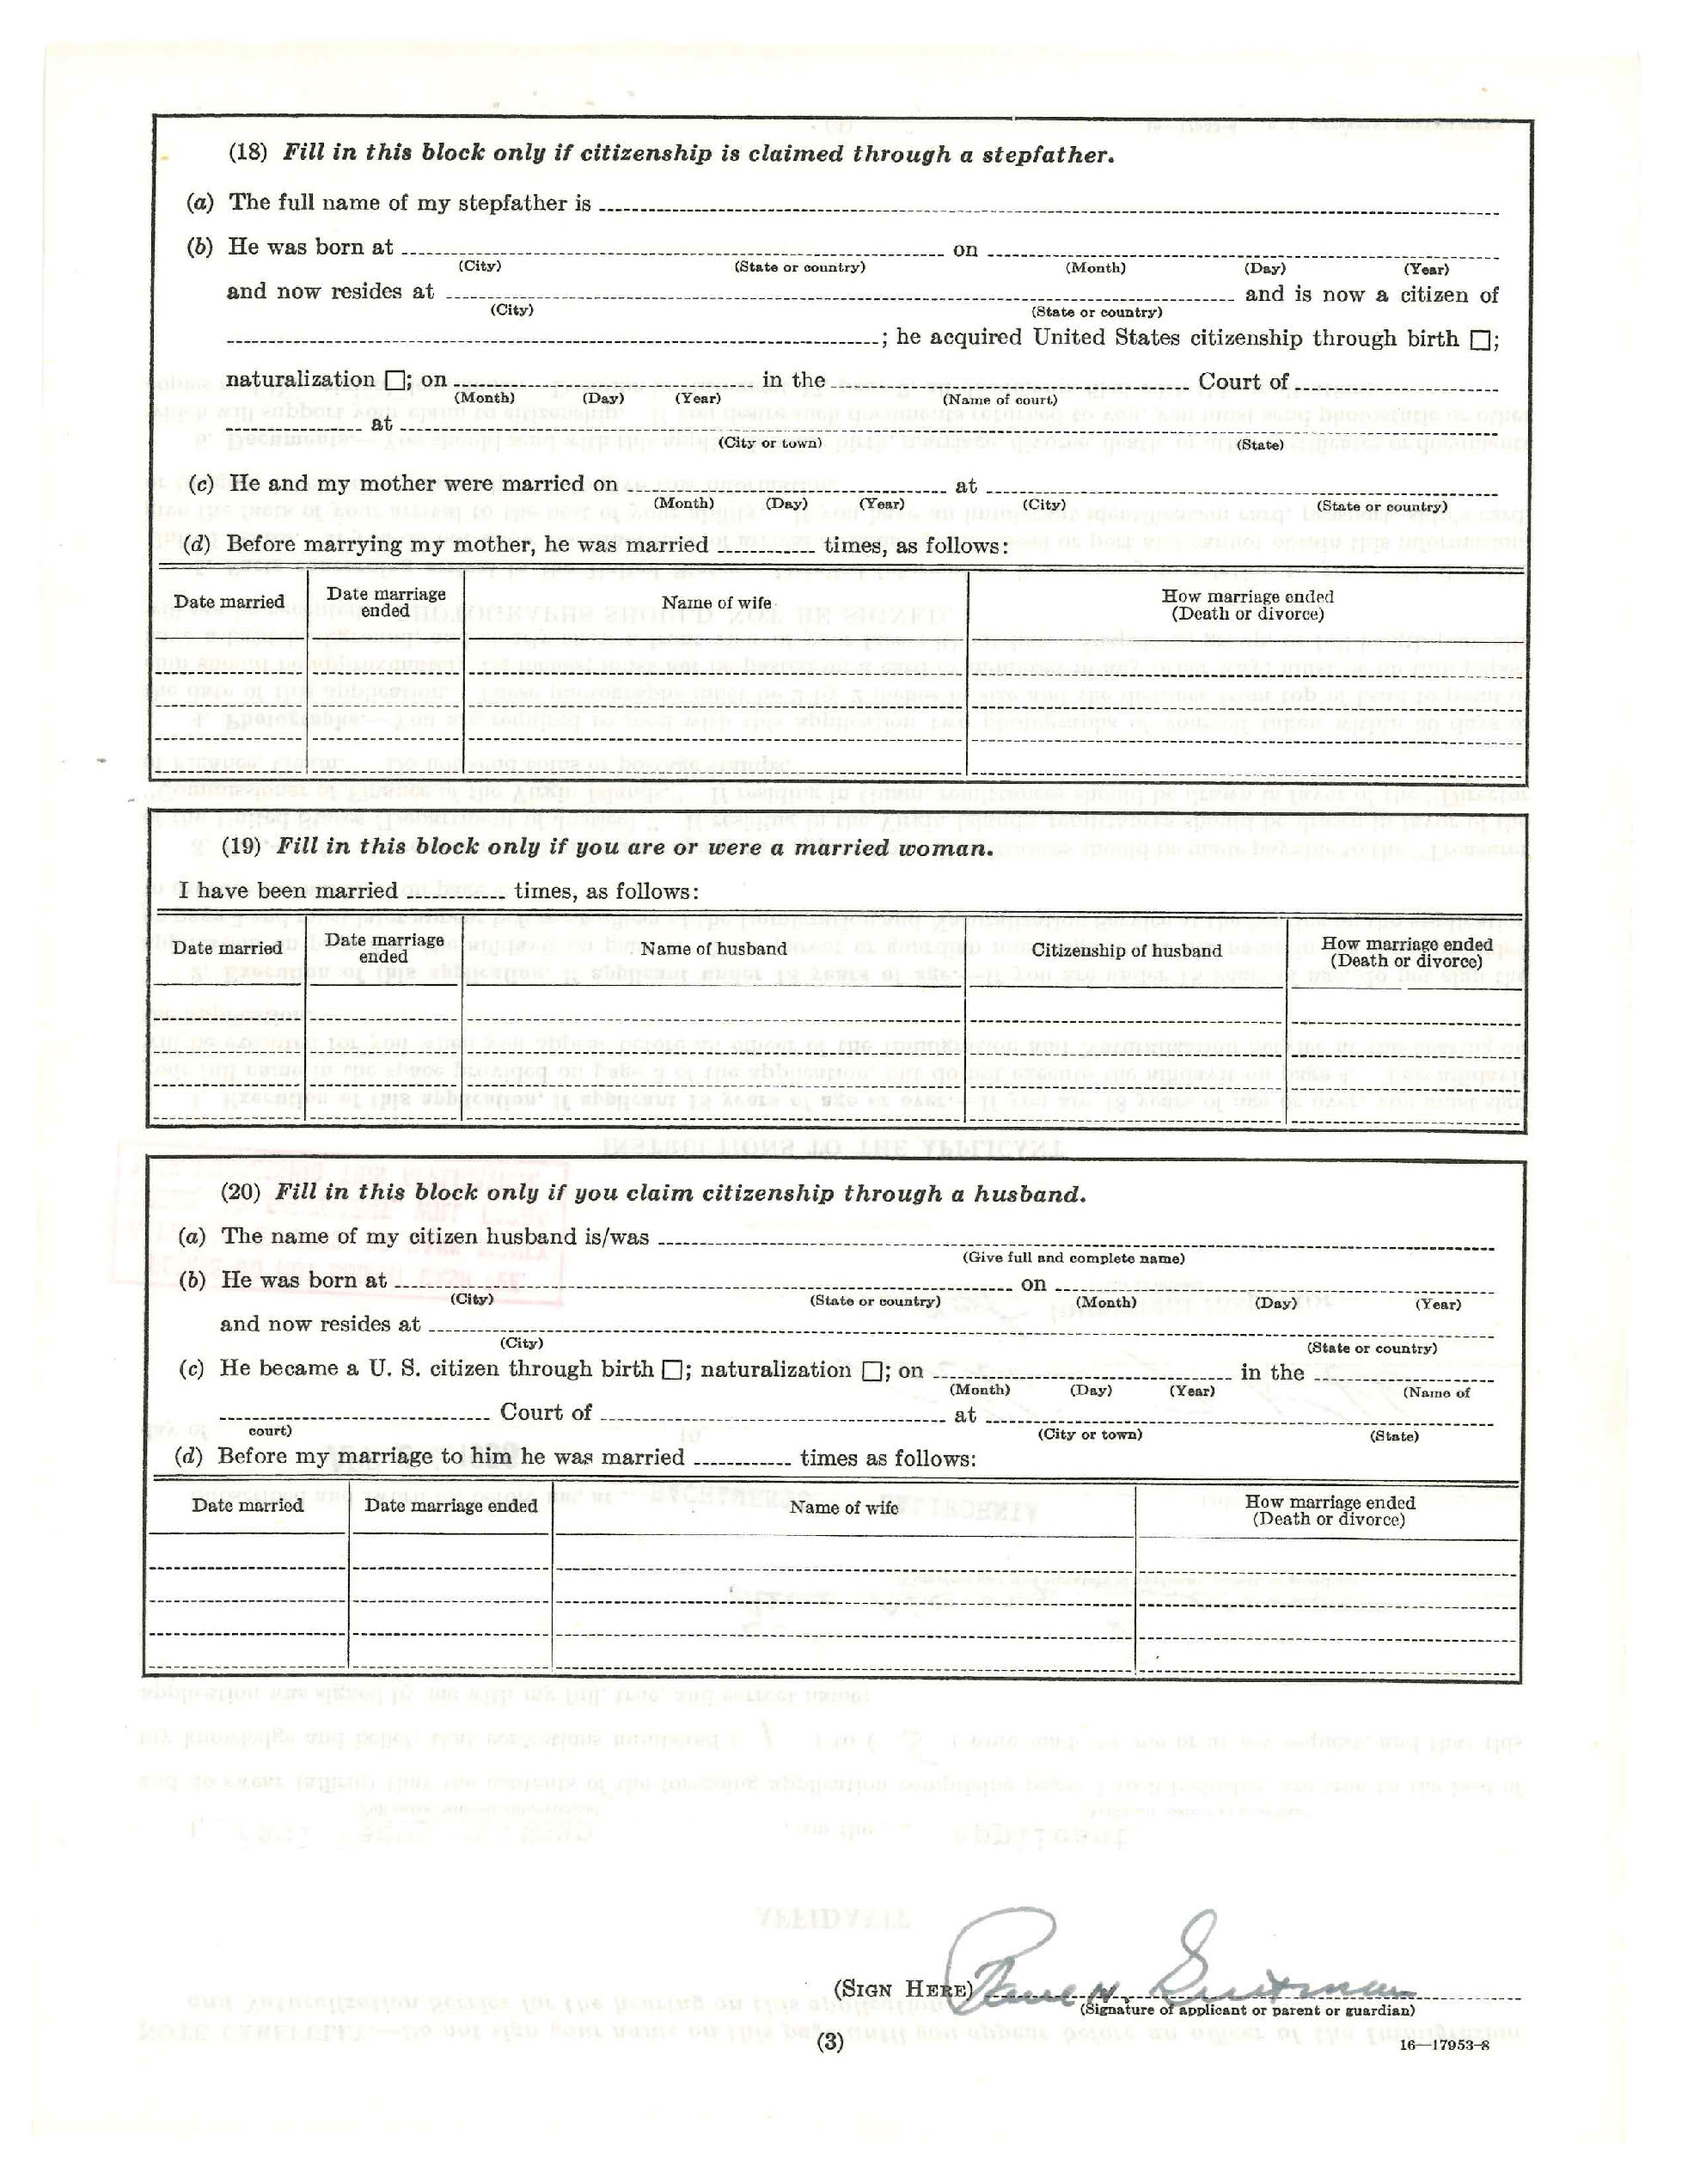 (18) Fill in this block only if citizenship is claimed through a stepfather.
(a) The full name of my stepfather is
(b) He was born at on
(City) (State or country) (Month) (Day) (Year)
and now resides at and is now a citizen of
(City) (State or country)
; he acquired United States citizenship through birth ☐;
naturalization ☐; on in the Court of
(Month) (Day) (Year) (Name of court)
at
(City or town) (State)
(c) He and my mother were married on at
(Month) (Day) (Year) (City) (State or country)
(d) Before marrying my mother, he was married times, as follows:
Date married Date marriage ended Name of wife How marriage ended (Death or divorce)
(19) Fill in this block only if you are or were a married woman.
I have been married times, as follows:
Date married Date marriage ended Name of husband Citizenship of husband How marriage ended (Death or divorce)
(20) Fill in this block only if you claim citizenship through a husband.
(a) The name of my citizen husband is/was
(Give full and complete name)
(b) He was born at on
(City) (State or country) (Month) (Day) (Year)
and now resides at
(City) (State or country)
(c) He became a U. S. citizen through birth ☐; naturalization ☐; on in the
(Month) (Day) (Year) (Name of
Court of at
court) (City or town) (State)
(d) Before my marriage to him he was married times as follows:
Date married Date marriage ended Name of wife How marriage ended (Death or divorce)
(SIGN HERE)
(Signature of applicant or parent or guardian)
(3)
16—17953-8